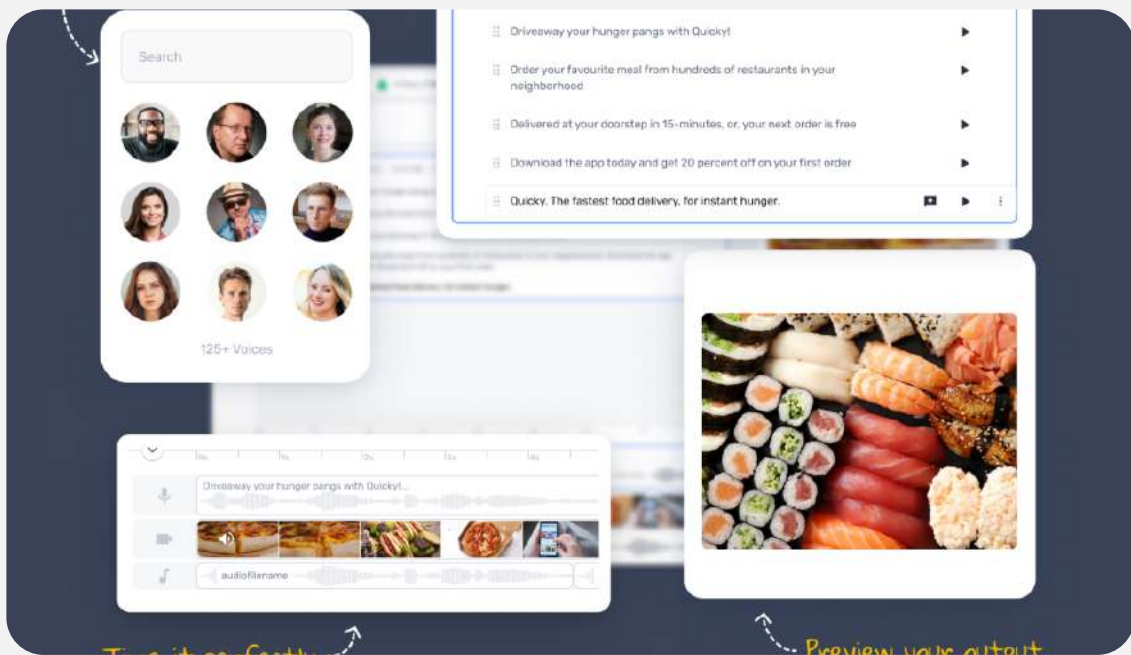 Search
125+ Voices
Driveaway your hunger pangs with Quicky!
Order your favourite meal from hundreds of restaurants in your
neighborhood
Delivered at your doorstep in 15-minutes, or, your next order is free
Download the app today and get 20 percent off on your first order
Quicky. The fastest food delivery, for instant hunger.
Driveaway your hunger pangs with Quicky!...
audiofilename
Time it perfectly
Preview your output